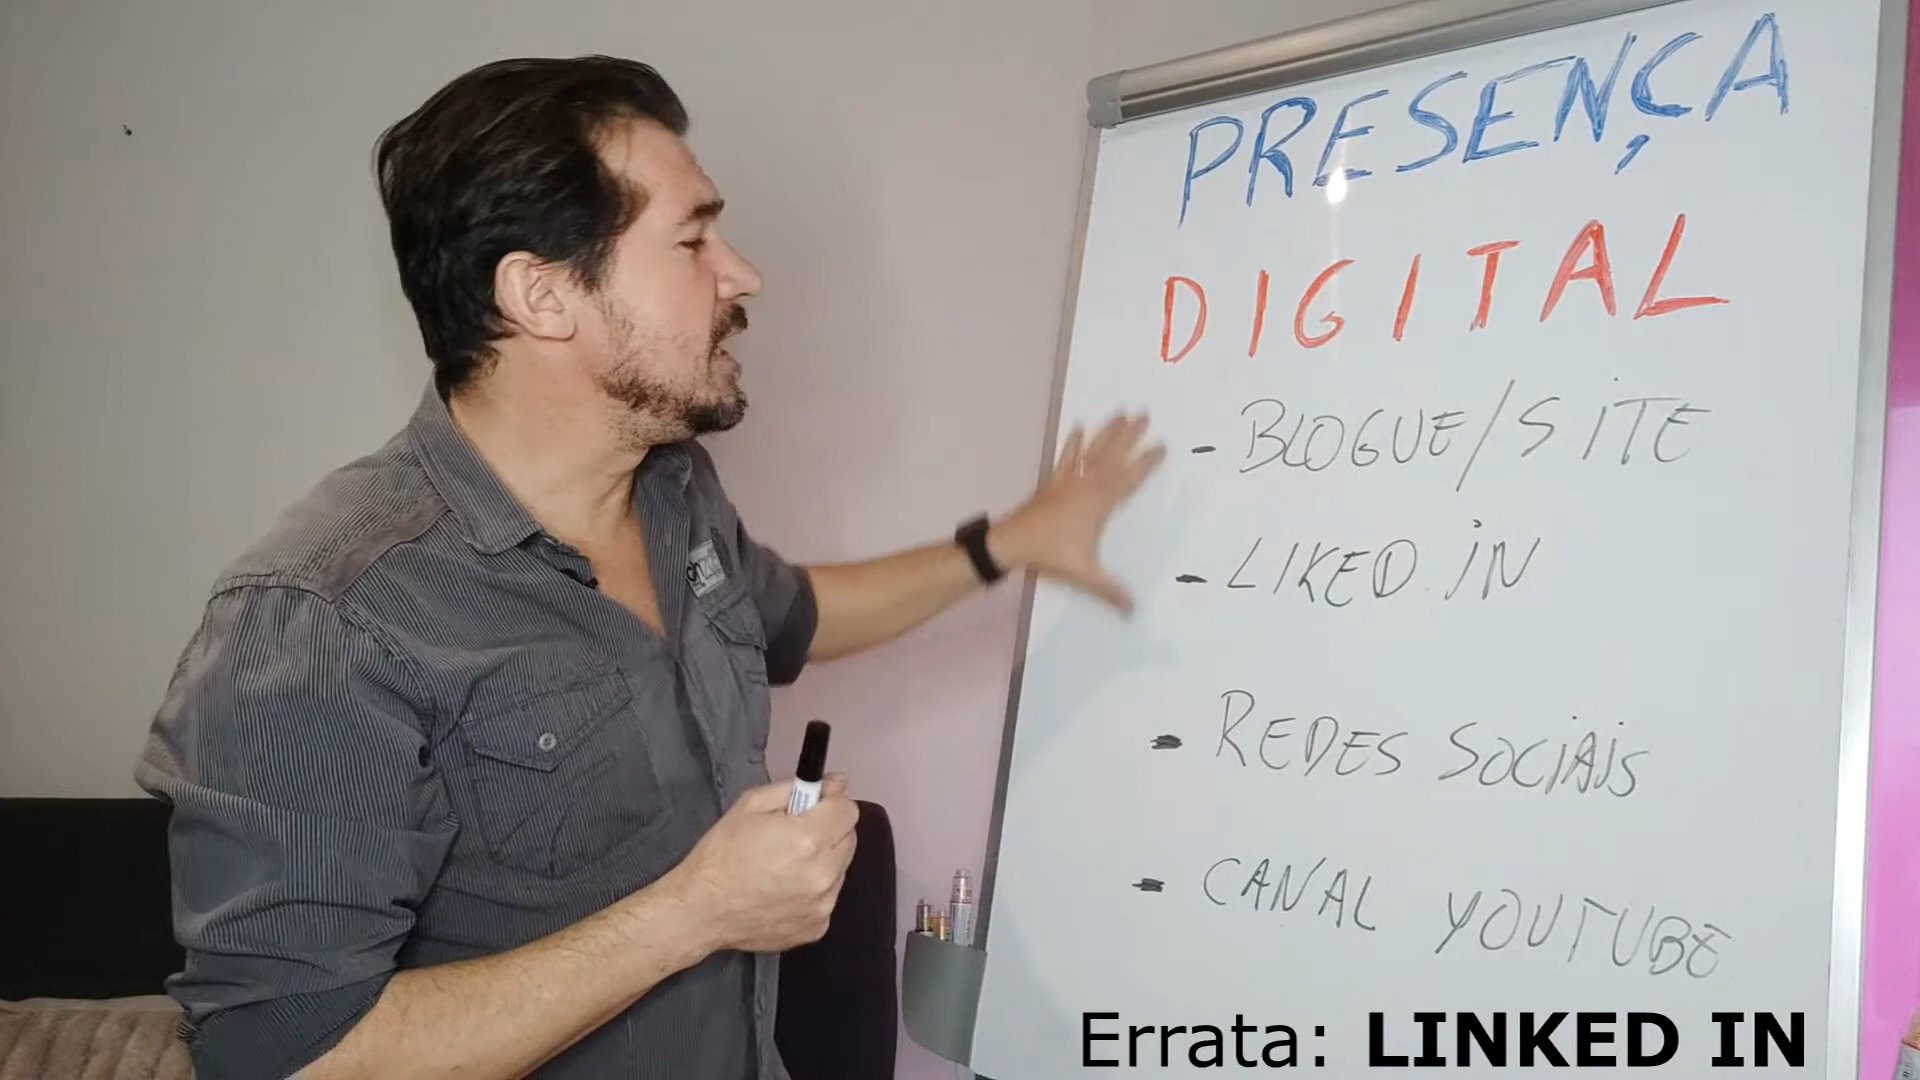 PRESENÇA
DIGITAL
- BLOGUE/SITE
- LIKED IN
- REDES SOCIAIS
- CANAL YOUTUBE
Errata: LINKED IN